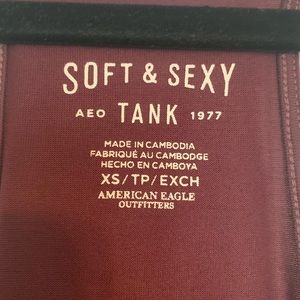 SOFT & SEXY
AEO TANK 1977
MADE IN CAMBODIA
FABRIQUÉ AU CAMBODGE
HECHO EN CAMBOYA
XS/TP/EXCH
AMERICAN EAGLE
OUTFITTERS